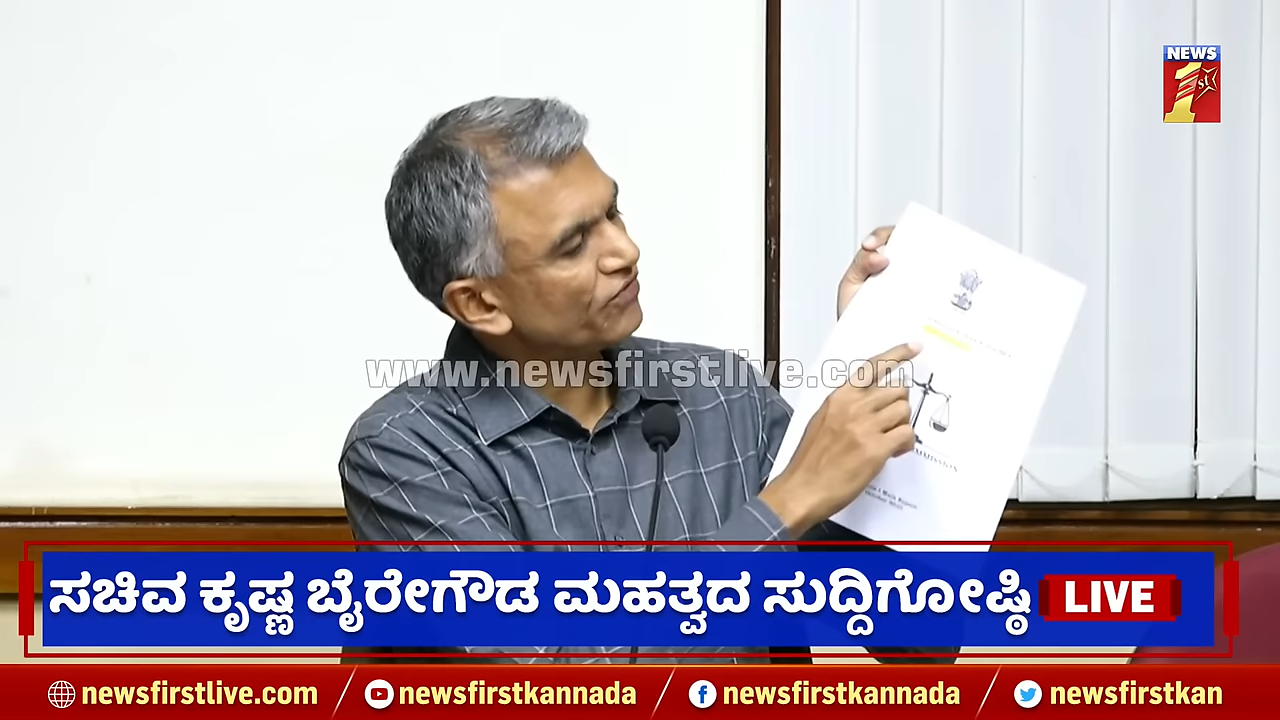 NEWS
1st
www.newsfirstlive.com
ಸಚಿವ ಕೃಷ್ಣ ಬೈರೇಗೌಡ ಮಹತ್ವದ ಸುದ್ದಿಗೋಷ್ಠಿ LIVE
newsfirstlive.com newsfirstkannada newsfirstkannada newsfirstkan